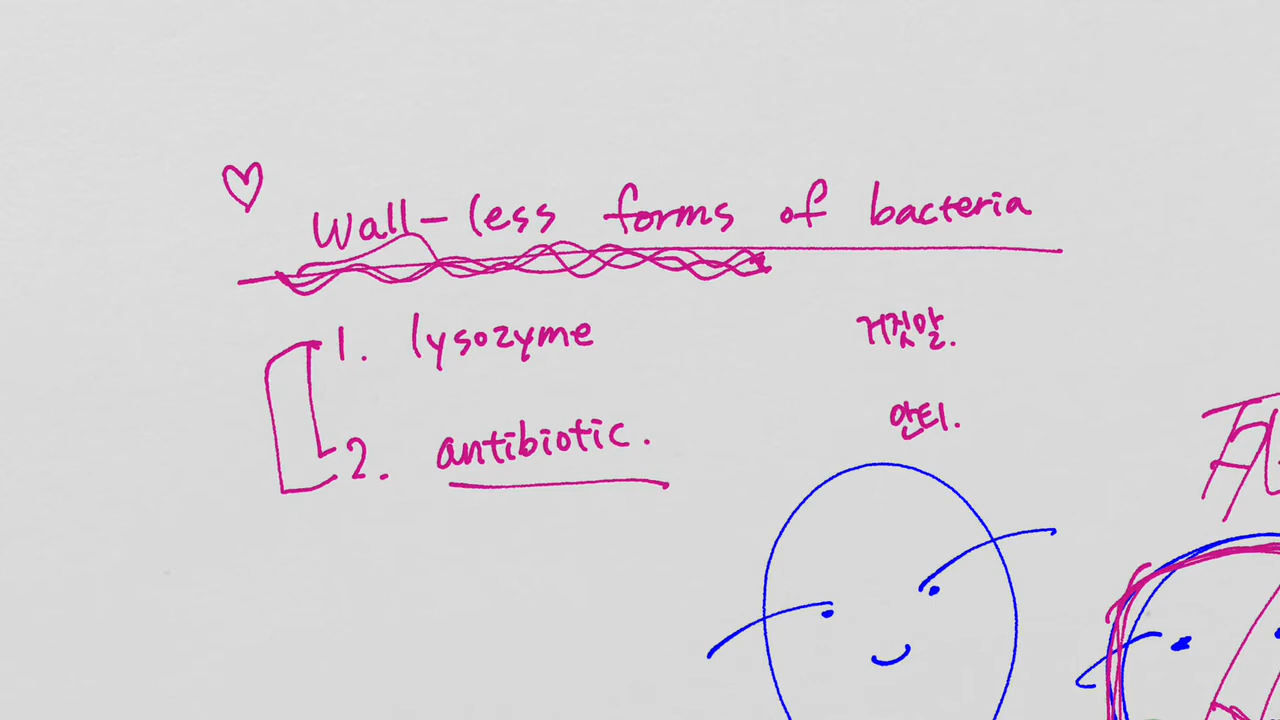 Wall-less forms of bacteria
1. lysozyme
거짓말.
2. antibiotic.
안티.